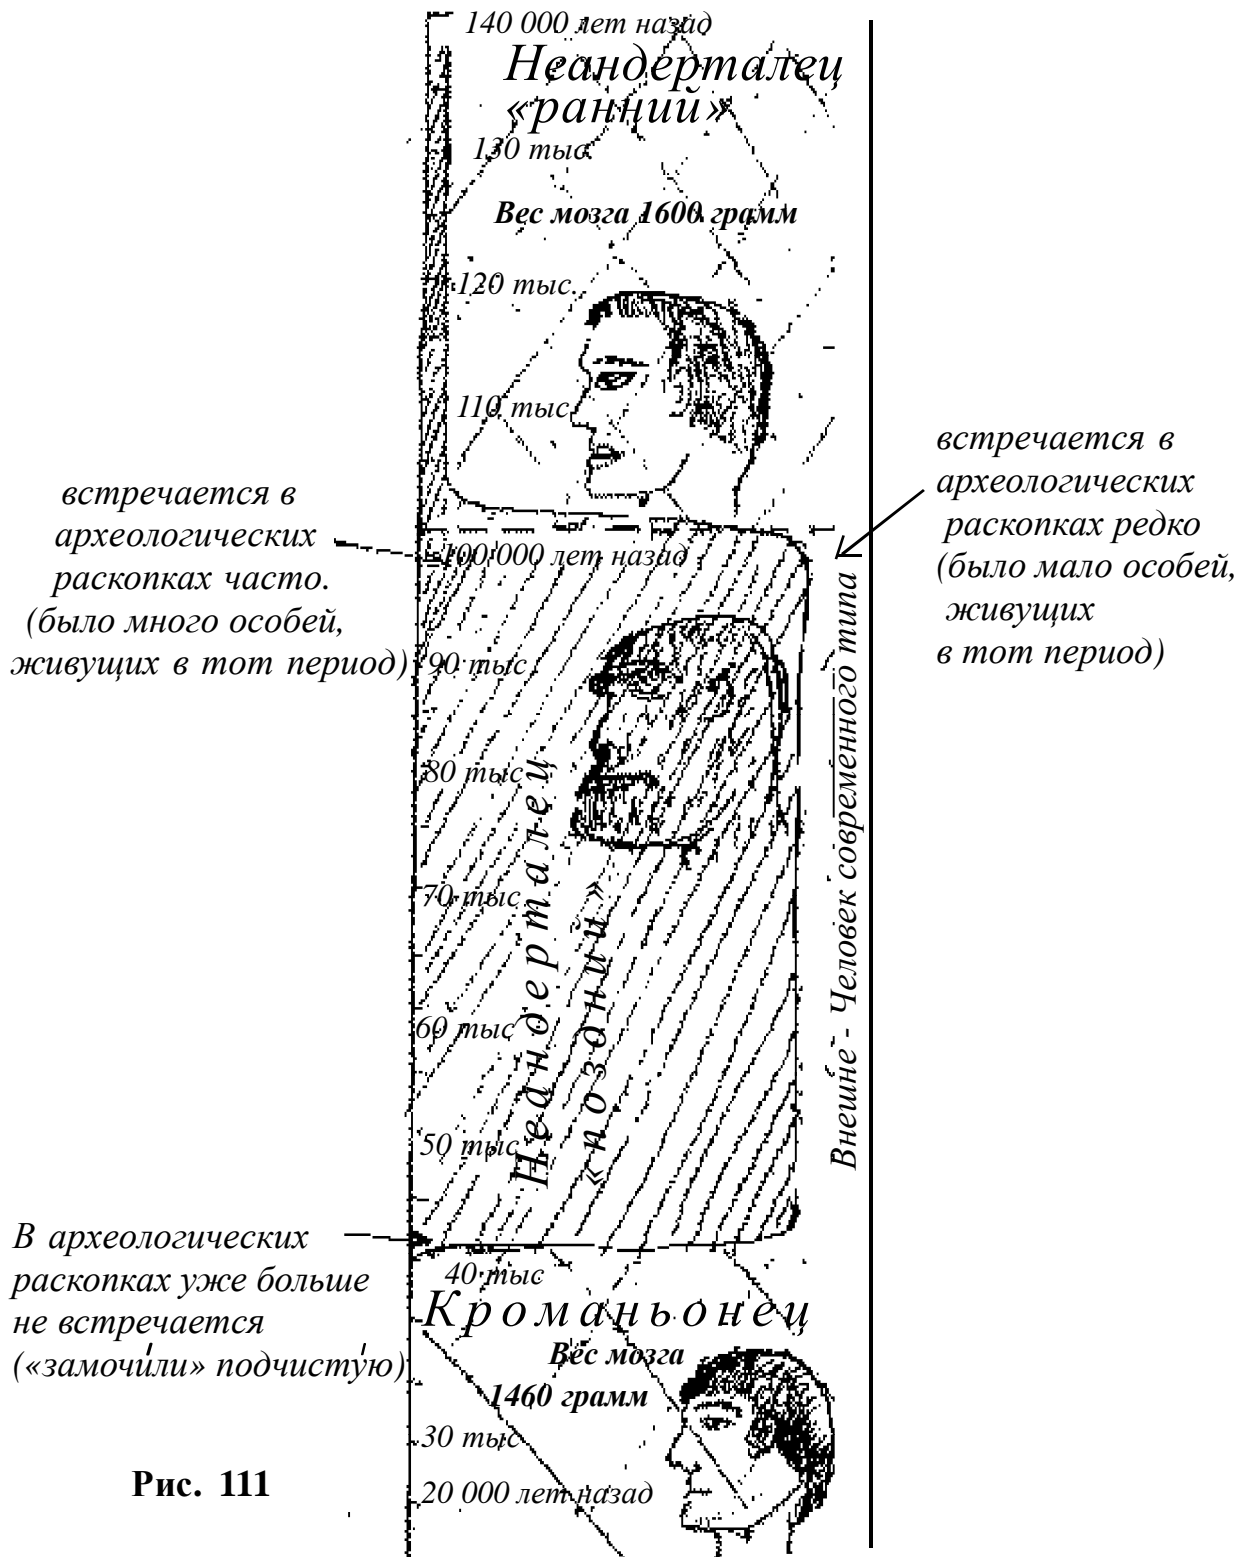 140 000 лет назад
Неандерталец
«ранний»
130 тыс.
Вес мозга 1600 грамм
120 тыс.
110 тыс
встречается в
археологических
раскопках редко
(было мало особей,
живущих
в тот период)
встречается в
археологических
раскопках часто.
(было много особей,
живущих в тот период)
100 000 лет назад
90 тыс
80 тыс
70 тыс
60 тыс
50 тыс
Неандерталец
«поздний»
Внешне - Человек современного типа
В археологических
раскопках уже больше
не встречается
(«замочи́ли» подчисту́ю)
40 тыс
Кроманьонец
Вес мозга
1460 грамм
30 тыс
20 000 лет назад
Рис. 111